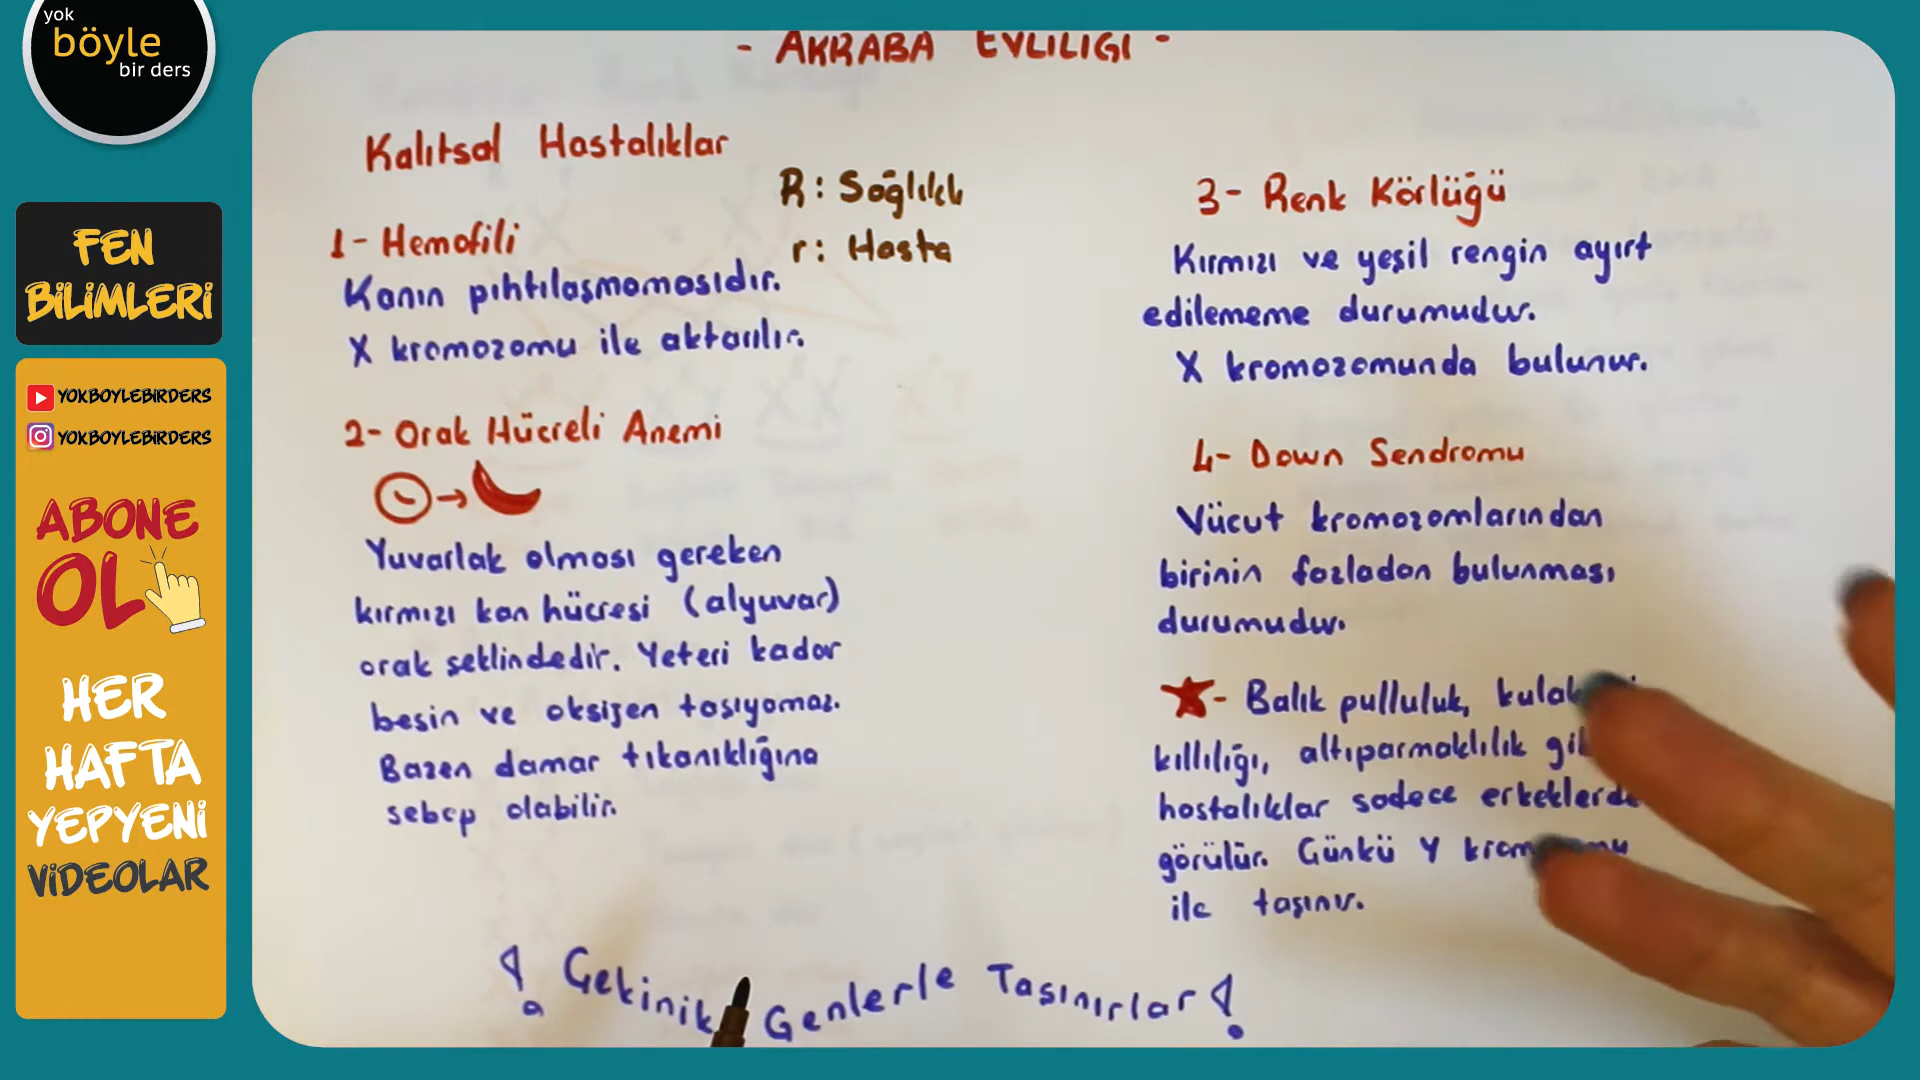 yok
böyle
bir ders
FEN
BİLİMLERİ
YOKBOYLEBIRDERS
YOKBOYLEBIRDERS
ABONE
OL
HER
HAFTA
YEPYENİ
VİDEOLAR
- AKRABA EVLİLİĞİ -
Kalıtsal Hastalıklar
R: Sağlıklı
r: Hasta
1- Hemofili
Kanın pıhtılaşmamasıdır.
X kromozomu ile aktarılır.
2- Orak Hücreli Anemi
Yuvarlak olması gereken
kırmızı kan hücresi (alyuvar)
orak şeklindedir. Yeteri kadar
besin ve oksijen taşıyamaz.
Bazen damar tıkanıklığına
sebep olabilir.
3- Renk Körlüğü
Kırmızı ve yeşil rengin ayırt
edilememe durumudur.
X kromozomunda bulunur.
4- Down Sendromu
Vücut kromozomlarından
birinin fazladan bulunması
durumudur.
- Balık pulluluk,
kıllılığı, altıparmaklılık
hastalıklar sadece erkeklerde
görülür. Çünkü Y
ile taşınır.
! Çekinik Genlerle Taşınırlar !